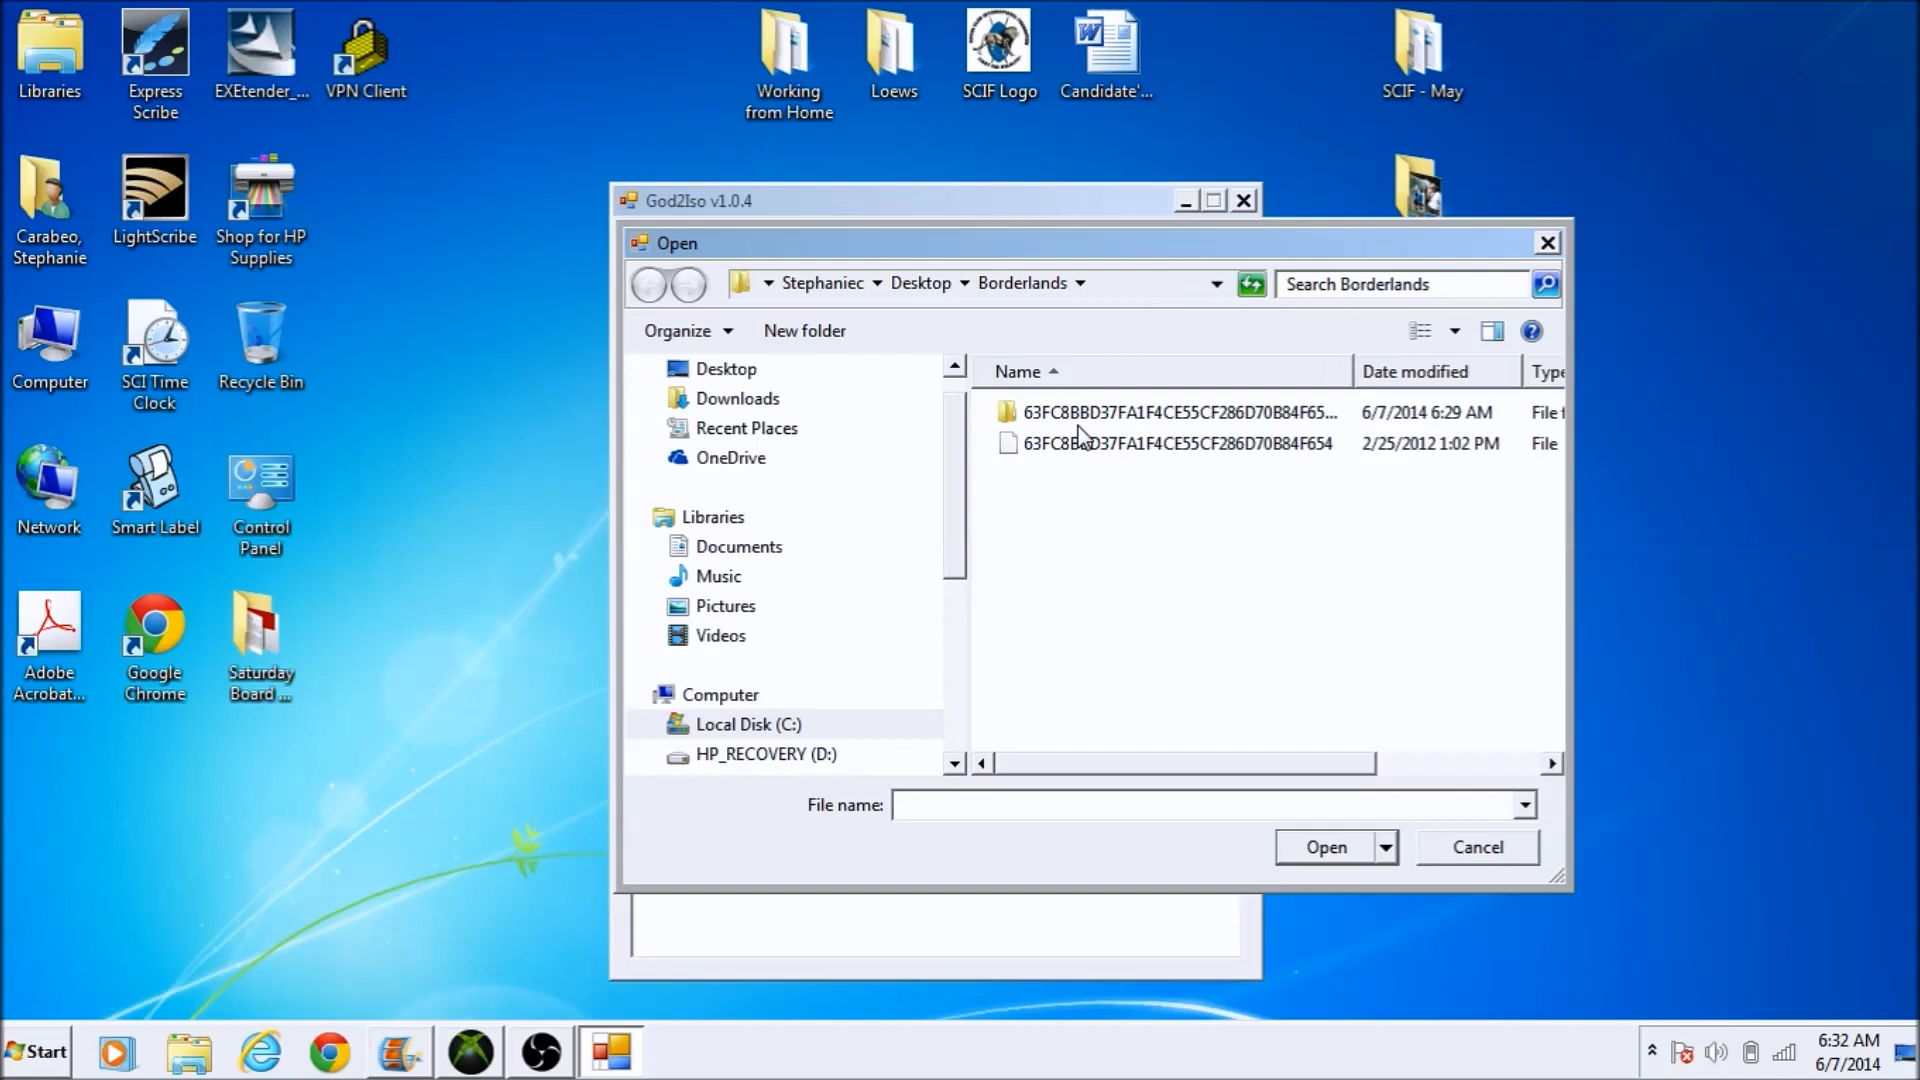 Libraries
Express
Scribe
EXEtender_...
VPN Client
Working
from Home
Loews
SCIF Logo
Candidate'...
SCIF - May
Carabeo,
Stephanie
LightScribe
Shop for HP
Supplies
Computer
SCI Time
Clock
Recycle Bin
Network
Smart Label
Control
Panel
Adobe
Acrobat...
Google
Chrome
Saturday
Board ...
God2Iso v1.0.4
Open
Stephaniec Desktop Borderlands
Search Borderlands
Organize New folder
Desktop
Downloads
Recent Places
OneDrive
Libraries
Documents
Music
Pictures
Videos
Computer
Local Disk (C:)
HP_RECOVERY (D:)
Name Date modified Type
63FC8BBD37FA1F4CE55CF286D70B84F65... 6/7/2014 6:29 AM File f
63FC8BBD37FA1F4CE55CF286D70B84F654 2/25/2012 1:02 PM File
File name:
Open Cancel
Start
6:32 AM
6/7/2014